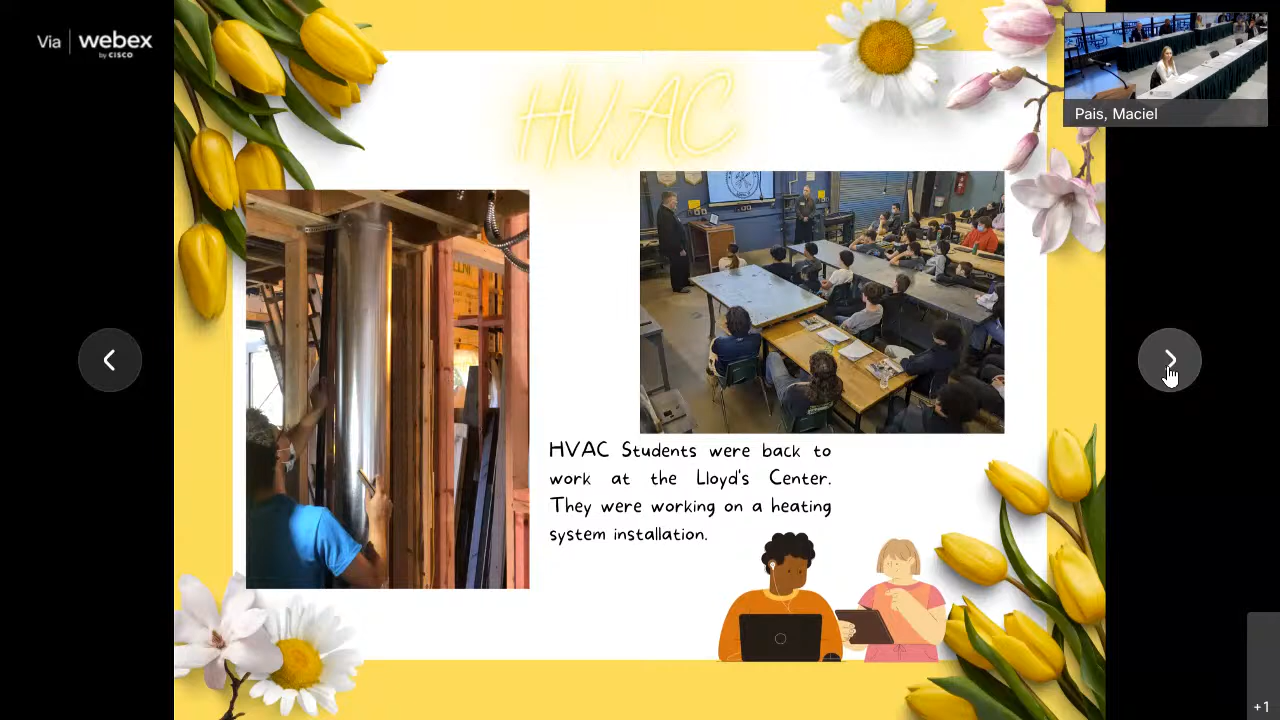 Via | webex
by CISCO
HVAC
Pais, Maciel
HVAC Students were back to
work at the Lloyd's Center.
They were working on a heating
system installation.
+1